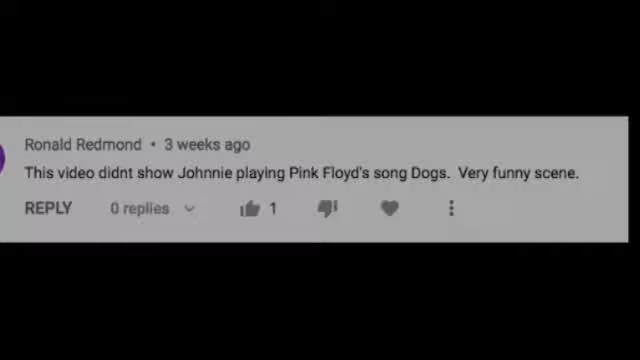 Ronald Redmond • 3 weeks ago
This video didnt show Johnnie playing Pink Floyd's song Dogs. Very funny scene.
REPLY 0 replies 1